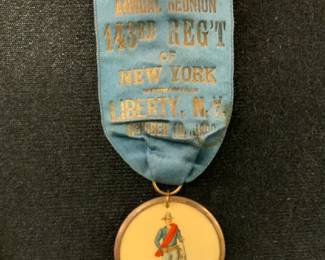 ANNUAL REUNION
143RD REG'T
OF
NEW YORK
LIBERTY, N.Y.